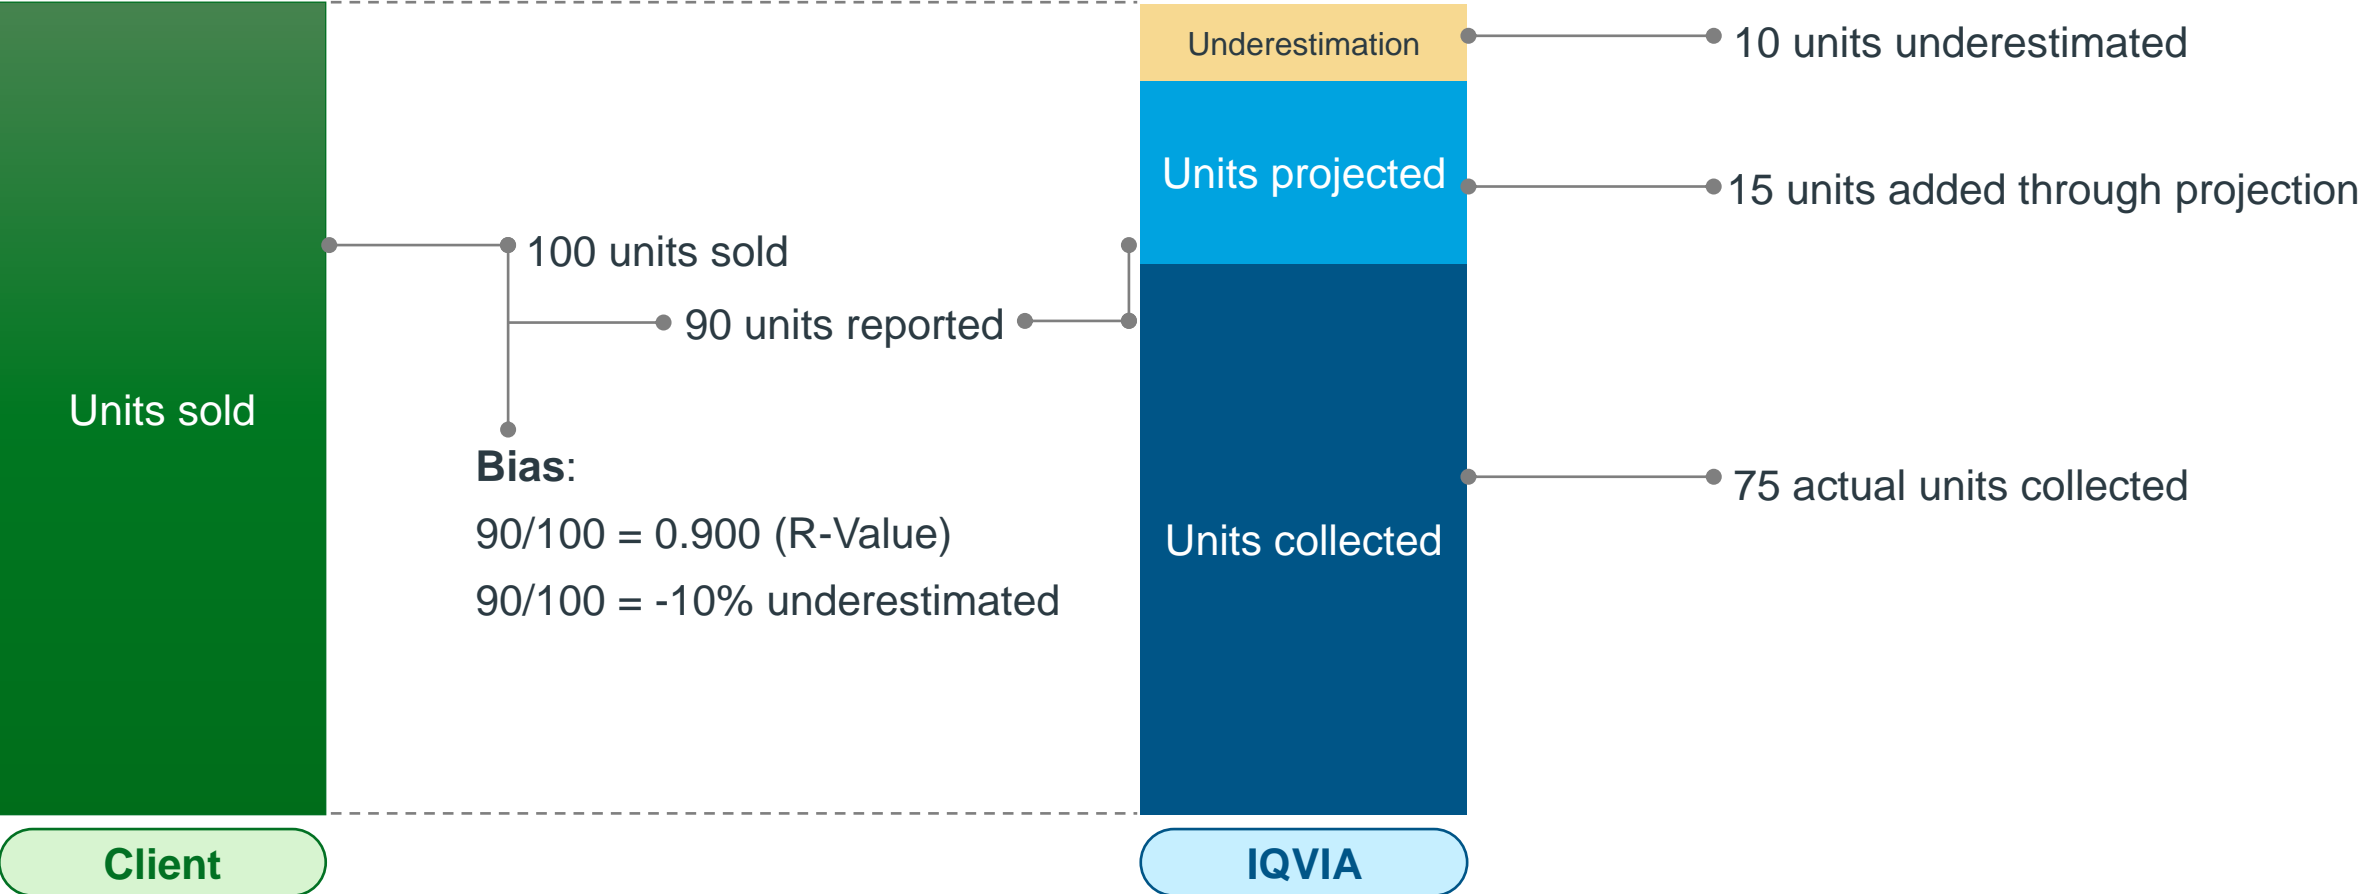 Underestimation
10 units underestimated
Units projected
15 units added through projection
100 units sold
90 units reported
Units sold
Bias:
75 actual units collected
90/100 = 0.900 (R-Value)
Units collected
90/100 = -10% underestimated
Client
IQVIA